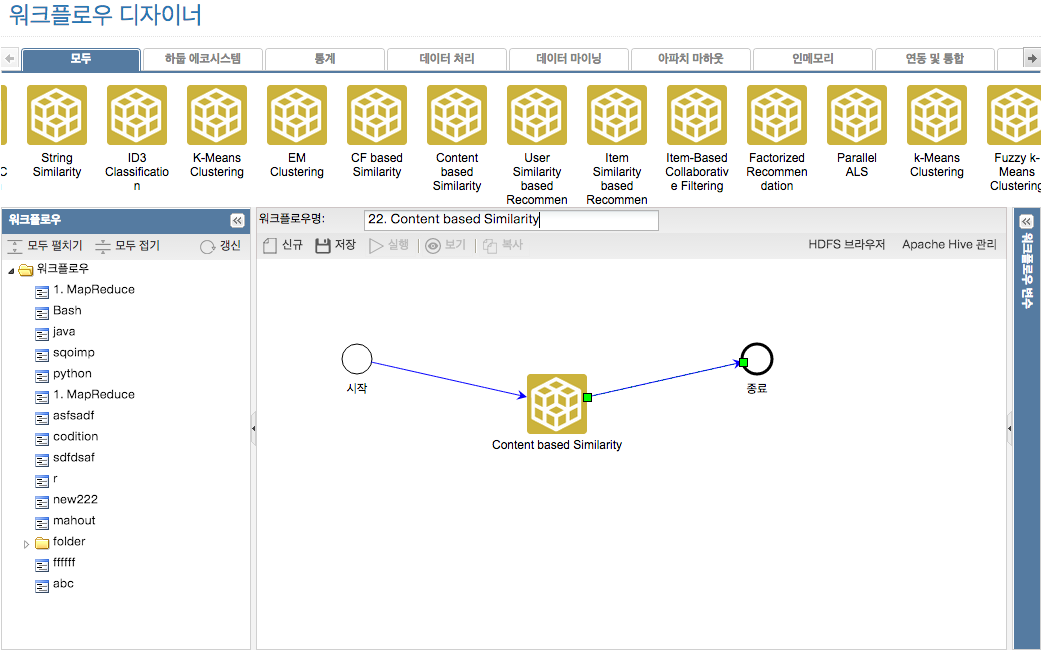 워크플로우 디자이너
모두
하둡 에코시스템
통계
데이터 처리
데이터 마이닝
아파치 마하웃
인메모리
연동 및 통합
C
String
Similarity
ID3
Classificatio
n
K-Means
Clustering
EM
Clustering
CF based
Similarity
Content
based
Similarity
User
Similarity
based
Recommen
Item
Similarity
based
Recommen
Item-Based
Collaborativ
e Filtering
Factorized
Recommen
dation
Parallel
ALS
k-Means
Clustering
Fuzzy k-
Means
Clustering
워크플로우
모두 펼치기
모두 접기
갱신
워크플로우
1. MapReduce
Bash
java
sqoimp
python
1. MapReduce
asfsadf
codition
sdfdsaf
r
new222
mahout
folder
ffffff
abc
워크플로우명:
22. Content based Similarity
신규
저장
실행
보기
복사
HDFS 브라우저
Apache Hive 관리
시작
Content based Similarity
종료
워크플로우 변수